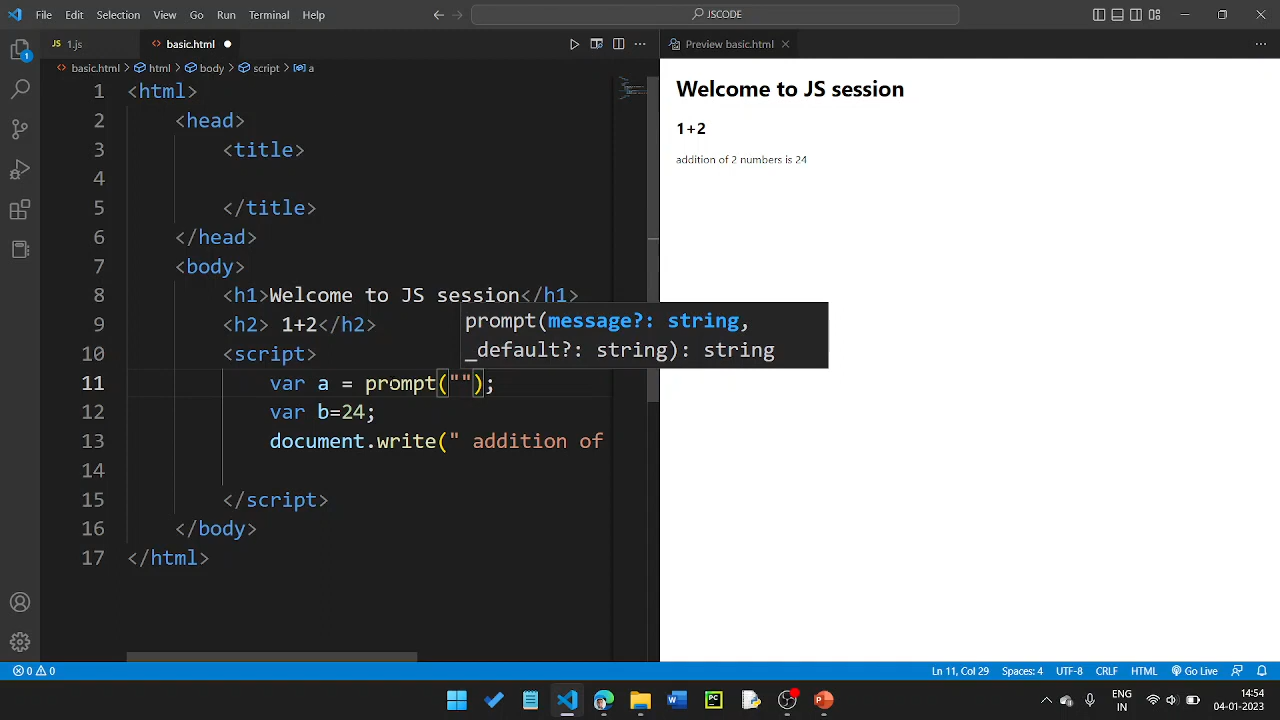 File Edit Selection View Go Run Terminal Help
JSCODE
JS 1.js
<> basic.html
Preview basic.html
<> basic.html > html > body > script > a
1 <html>
2 <head>
3 <title>
4
5 </title>
6 </head>
7 <body>
8 <h1>Welcome to JS session</h1>
9 <h2> 1+2</h2>
10 <script>
11 var a = prompt("");
12 var b=24;
13 document.write(" addition of
14
15 </script>
16 </body>
17 </html>
prompt(message?: string,
_default?: string): string
Welcome to JS session
1+2
addition of 2 numbers is 24
1
0 0
Ln 11, Col 29 Spaces: 4 UTF-8 CRLF HTML Go Live
W PC P
ENG
IN
14:54
04-01-2023